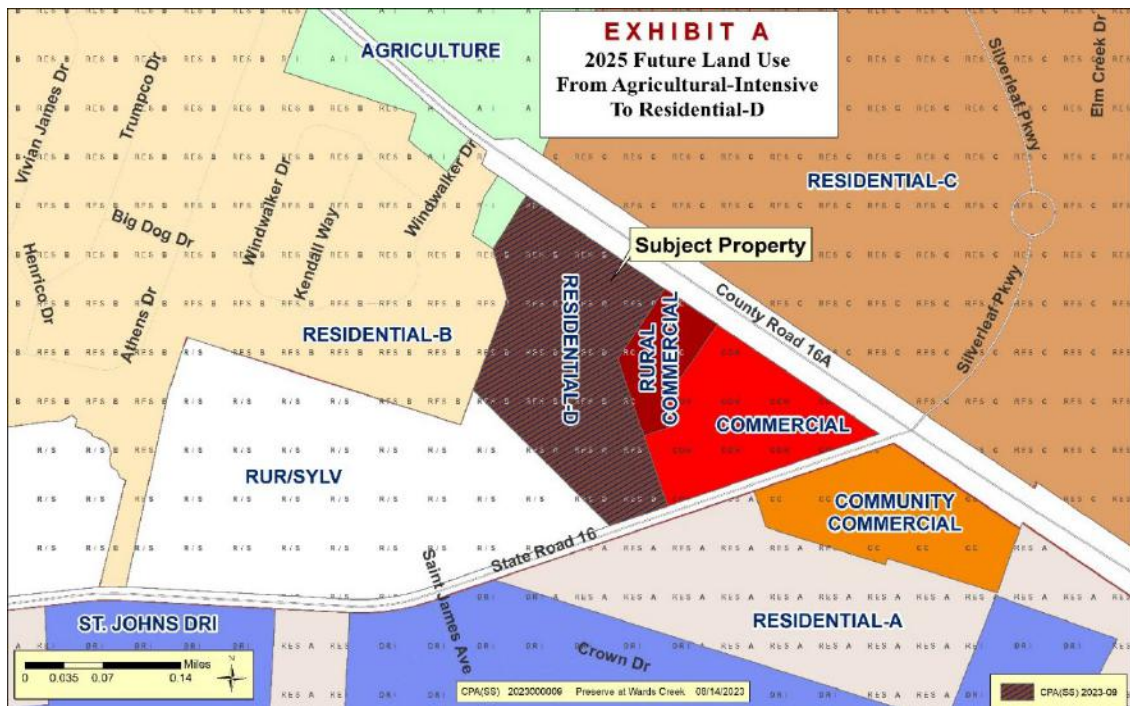 EXHIBIT A
2025 Future Land Use
From Agricultural-Intensive
To Residential-D
AGRICULTURE
Silverleaf Pkwy
Elm Creek Dr
Vivian James Dr
Trumpco Dr
Windwalker Dr
Windwalker Dr
RESIDENTIAL-C
Big Dog Dr
Kendall Way
Henrico Dr
Athens Dr
Subject Property
RESIDENTIAL-B
RESIDENTIAL-D
RURAL
COMMERCIAL
County Road 16A
Silverleaf Pkwy
COMMERCIAL
RUR/SYLV
COMMUNITY
COMMERCIAL
State Road 16
Saint James Ave
ST. JOHNS DRI
RESIDENTIAL-A
Crown Dr
Miles
0 0.035 0.07 0.14
N
CPA(SS) 2023000009 Preserve at Wards Creek 08/14/2023
CPA(SS) 2023-09